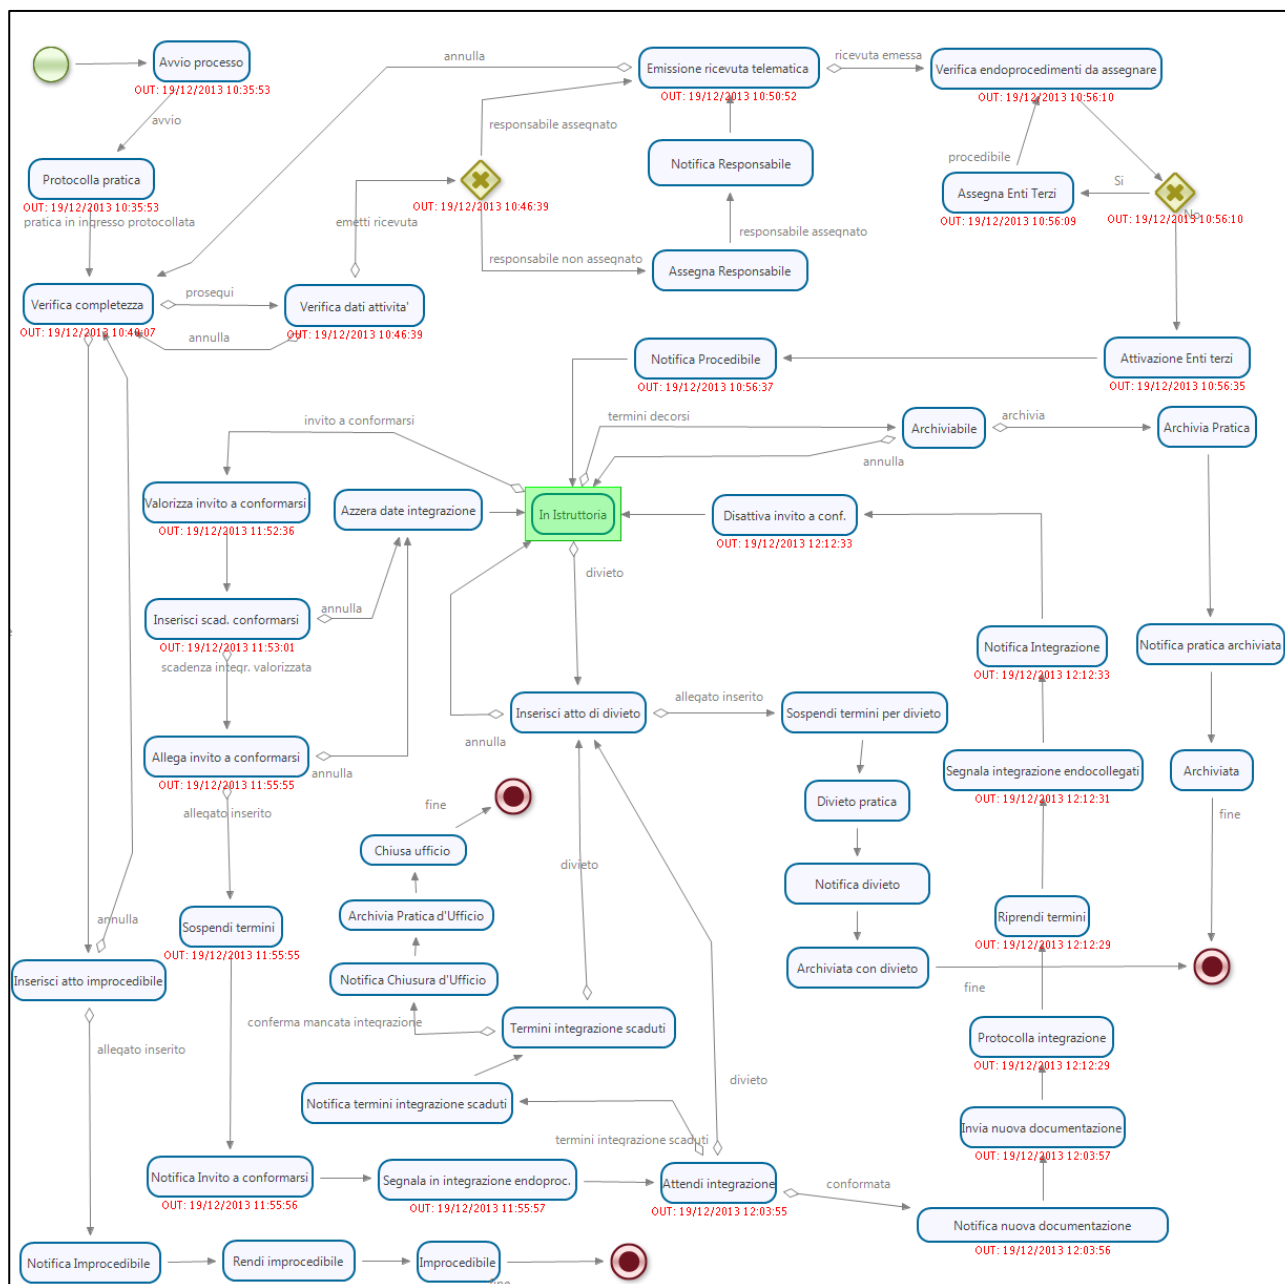 Avvio processo
OUT: 19/12/2013 10:35:53
avvio
Protocolla pratica
OUT: 19/12/2013 10:35:53
pratica in ingresso protocollata
Verifica completezza
OUT: 19/12/2013 10:40:07
prosegui
annulla
Verifica dati attivita'
OUT: 19/12/2013 10:46:39
emetti ricevuta
OUT: 19/12/2013 10:46:39
responsabile assegnato
responsabile non assegnato
Assegna Responsabile
responsabile assegnato
Notifica Responsabile
annulla
Emissione ricevuta telematica
OUT: 19/12/2013 10:50:52
ricevuta emessa
Verifica endoprocedimenti da assegnare
OUT: 19/12/2013 10:56:10
procedibile
Assegna Enti Terzi
OUT: 19/12/2013 10:56:09
Si
OUT: 19/12/2013 10:56:10
No
Attivazione Enti terzi
OUT: 19/12/2013 10:56:35
Notifica Procedibile
OUT: 19/12/2013 10:56:37
termini decorsi
Archiviabile
annulla
archivia
Archivia Pratica
invito a conformarsi
Valorizza invito a conformarsi
OUT: 19/12/2013 11:52:36
Azzera date integrazione
In Istruttoria
Disattiva invito a conf.
OUT: 19/12/2013 12:12:33
divieto
Inserisci scad. conformarsi
OUT: 19/12/2013 11:53:01
annulla
scadenza integr. valorizzata
Notifica Integrazione
OUT: 19/12/2013 12:12:33
Notifica pratica archiviata
Inserisci atto di divieto
annulla
allegato inserito
Sospendi termini per divieto
Allega invito a conformarsi
OUT: 19/12/2013 11:55:55
annulla
allegato inserito
Segnala integrazione endocollegati
OUT: 19/12/2013 12:12:31
Archiviata
fine
Divieto pratica
fine
Chiusa ufficio
divieto
Notifica divieto
Archivia Pratica d'Ufficio
Riprendi termini
OUT: 19/12/2013 12:12:29
annulla
Sospendi termini
OUT: 19/12/2013 11:55:55
Inserisci atto improcedibile
Notifica Chiusura d'Ufficio
Archiviata con divieto
fine
conferma mancata integrazione
Termini integrazione scaduti
Protocolla integrazione
OUT: 19/12/2013 12:12:29
allegato inserito
divieto
Notifica termini integrazione scaduti
Invia nuova documentazione
OUT: 19/12/2013 12:03:57
termini integrazione scaduti
Notifica Invito a conformarsi
OUT: 19/12/2013 11:55:56
Segnala in integrazione endoproc.
OUT: 19/12/2013 11:55:57
Attendi integrazione
OUT: 19/12/2013 12:03:55
conformata
Notifica nuova documentazione
OUT: 19/12/2013 12:03:56
Notifica Improcedibile
Rendi improcedibile
Improcedibile
fine